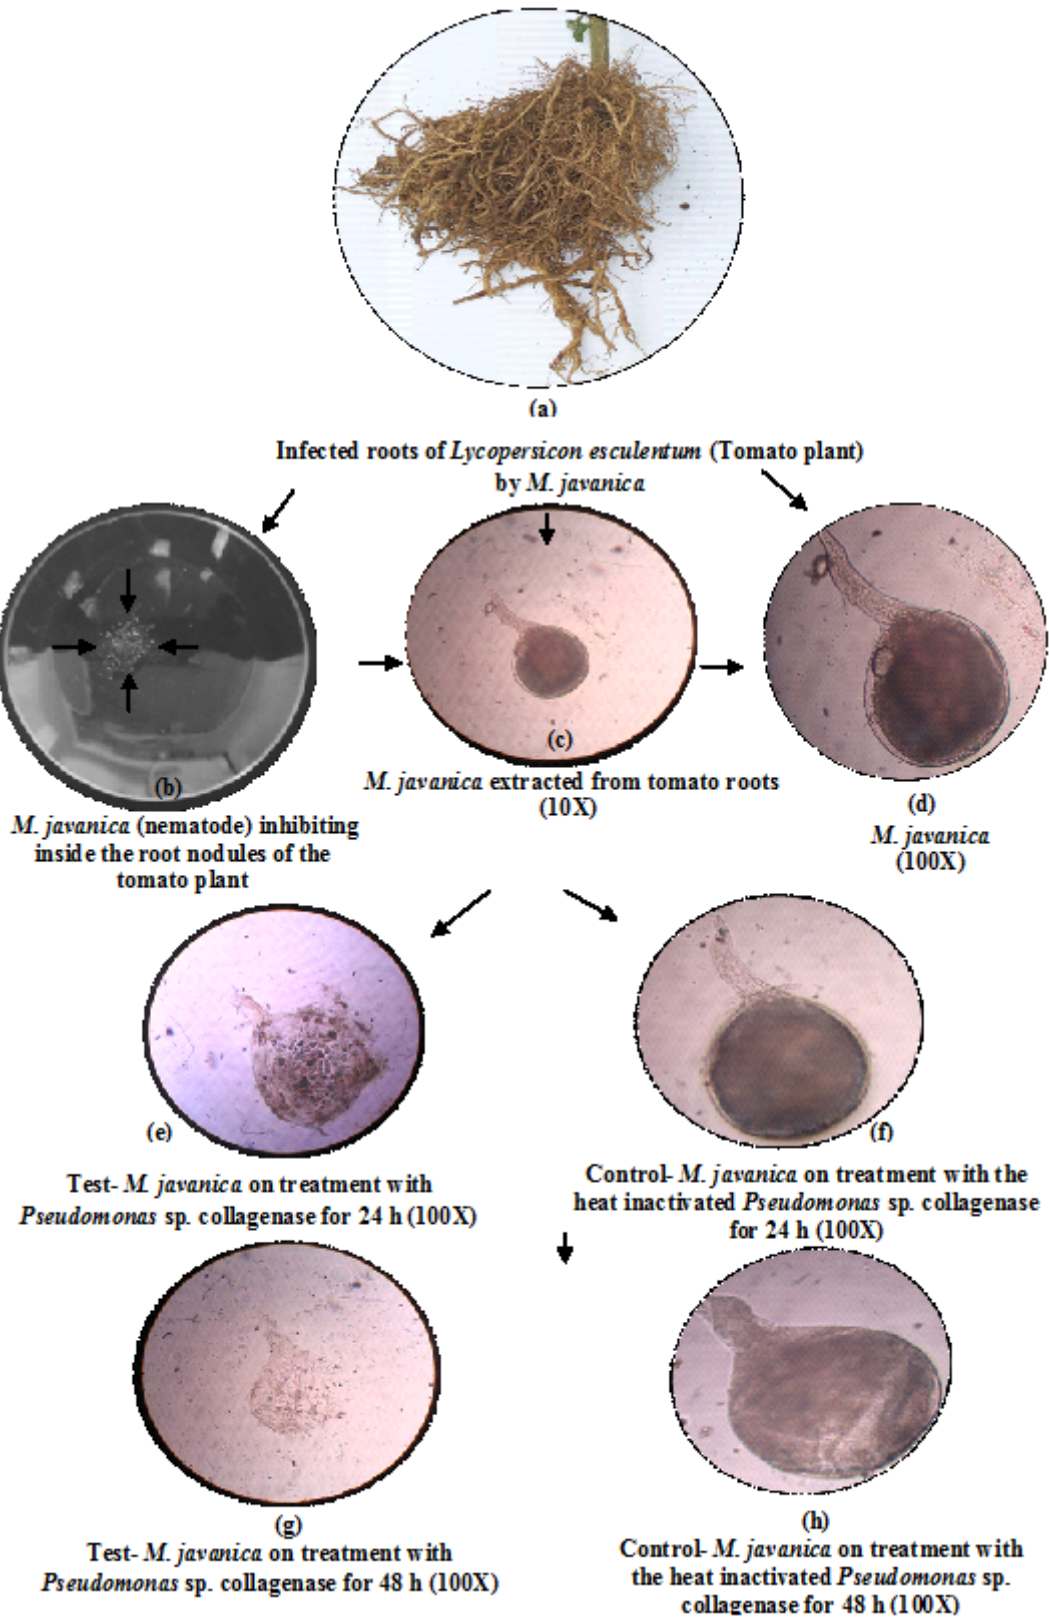 (a)
Infected roots of Lycopersicon esculentum (Tomato plant)
by M. javanica
(b)
M. javanica (nematode) inhibiting
inside the root nodules of the
tomato plant
(c)
M. javanica extracted from tomato roots
(10X)
(d)
M. javanica
(100X)
(e)
Test- M. javanica on treatment with
Pseudomonas sp. collagenase for 24 h (100X)
(f)
Control- M. javanica on treatment with the
heat inactivated Pseudomonas sp. collagenase
for 24 h (100X)
(g)
Test- M. javanica on treatment with
Pseudomonas sp. collagenase for 48 h (100X)
(h)
Control- M. javanica on treatment with
the heat inactivated Pseudomonas sp.
collagenase for 48 h (100X)